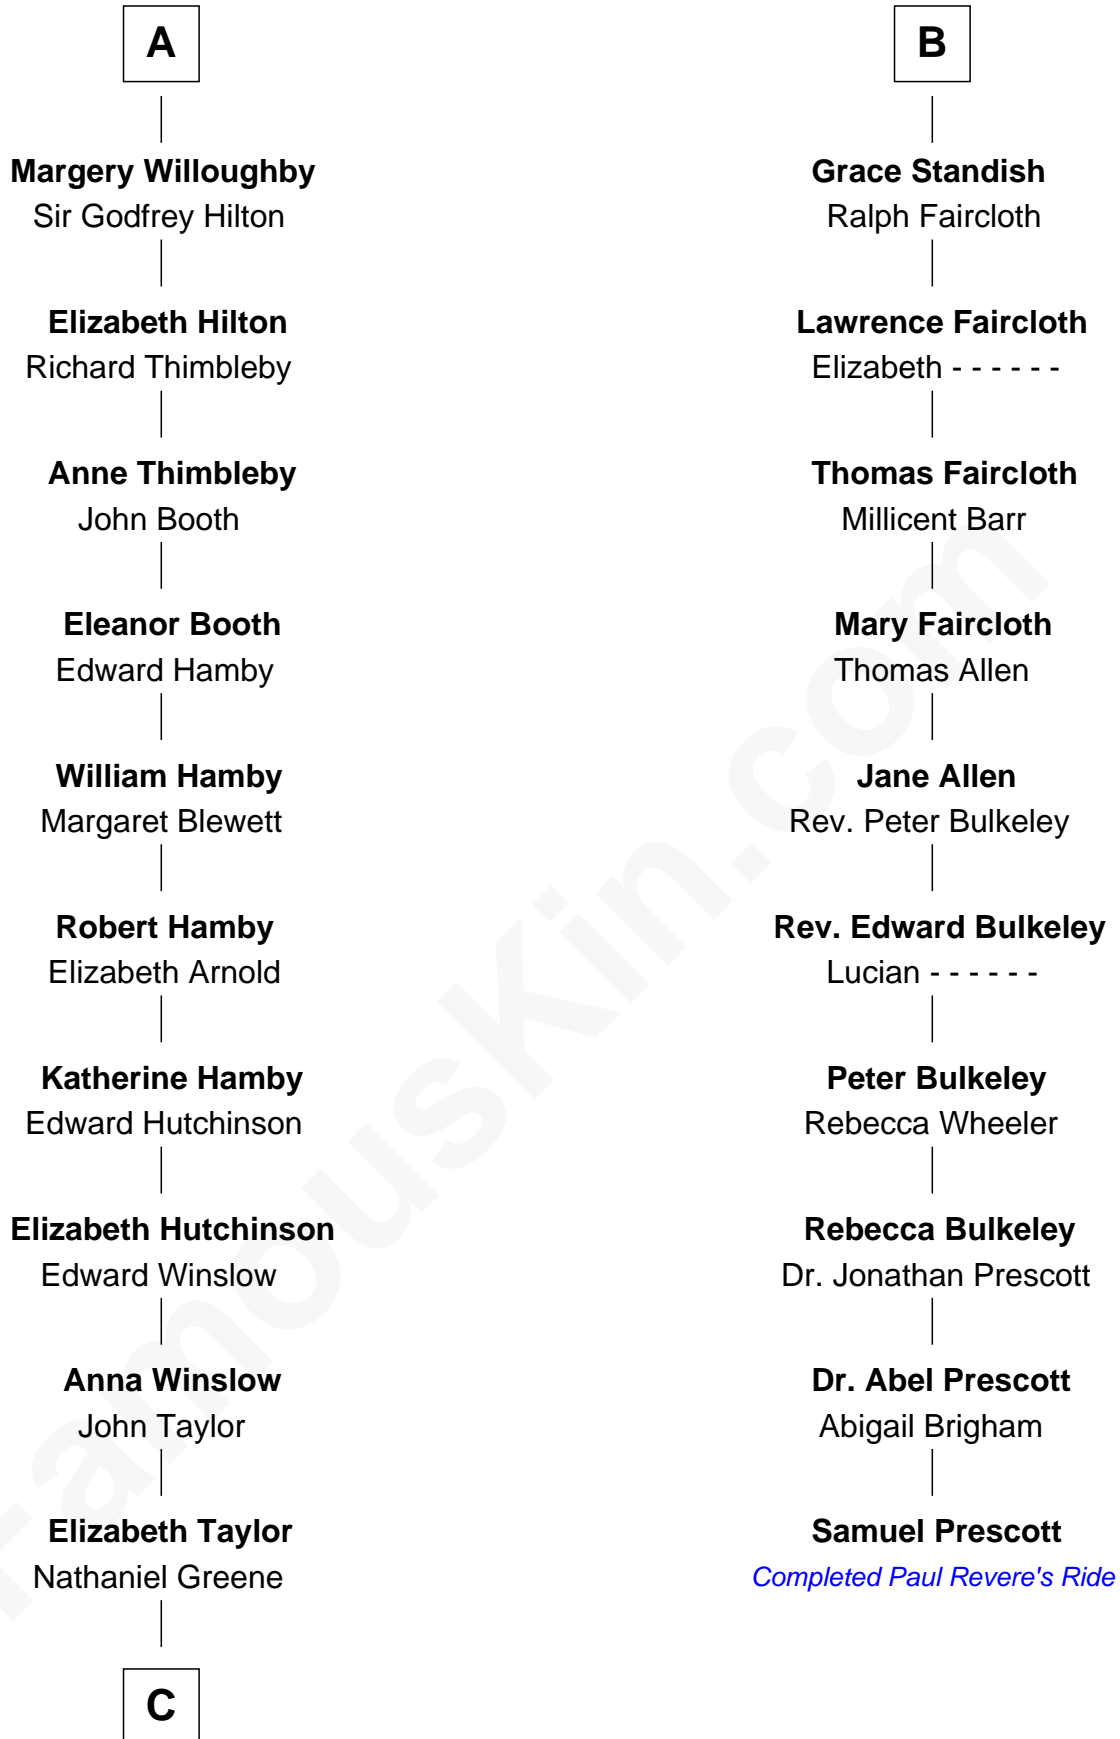 A
Margery Willoughby
Sir Godfrey Hilton
Elizabeth Hilton
Richard Thimbleby
Anne Thimbleby
John Booth
Eleanor Booth
Edward Hamby
William Hamby
Margaret Blewett
Robert Hamby
Elizabeth Arnold
Katherine Hamby
Edward Hutchinson
Elizabeth Hutchinson
Edward Winslow
Anna Winslow
John Taylor
Elizabeth Taylor
Nathaniel Greene
C
B
Grace Standish
Ralph Faircloth
Lawrence Faircloth
Elizabeth - - - - - -
Thomas Faircloth
Millicent Barr
Mary Faircloth
Thomas Allen
Jane Allen
Rev. Peter Bulkeley
Rev. Edward Bulkeley
Lucian - - - - - -
Peter Bulkeley
Rebecca Wheeler
Rebecca Bulkeley
Dr. Jonathan Prescott
Dr. Abel Prescott
Abigail Brigham
Samuel Prescott
Completed Paul Revere's Ride
FamousKin.com